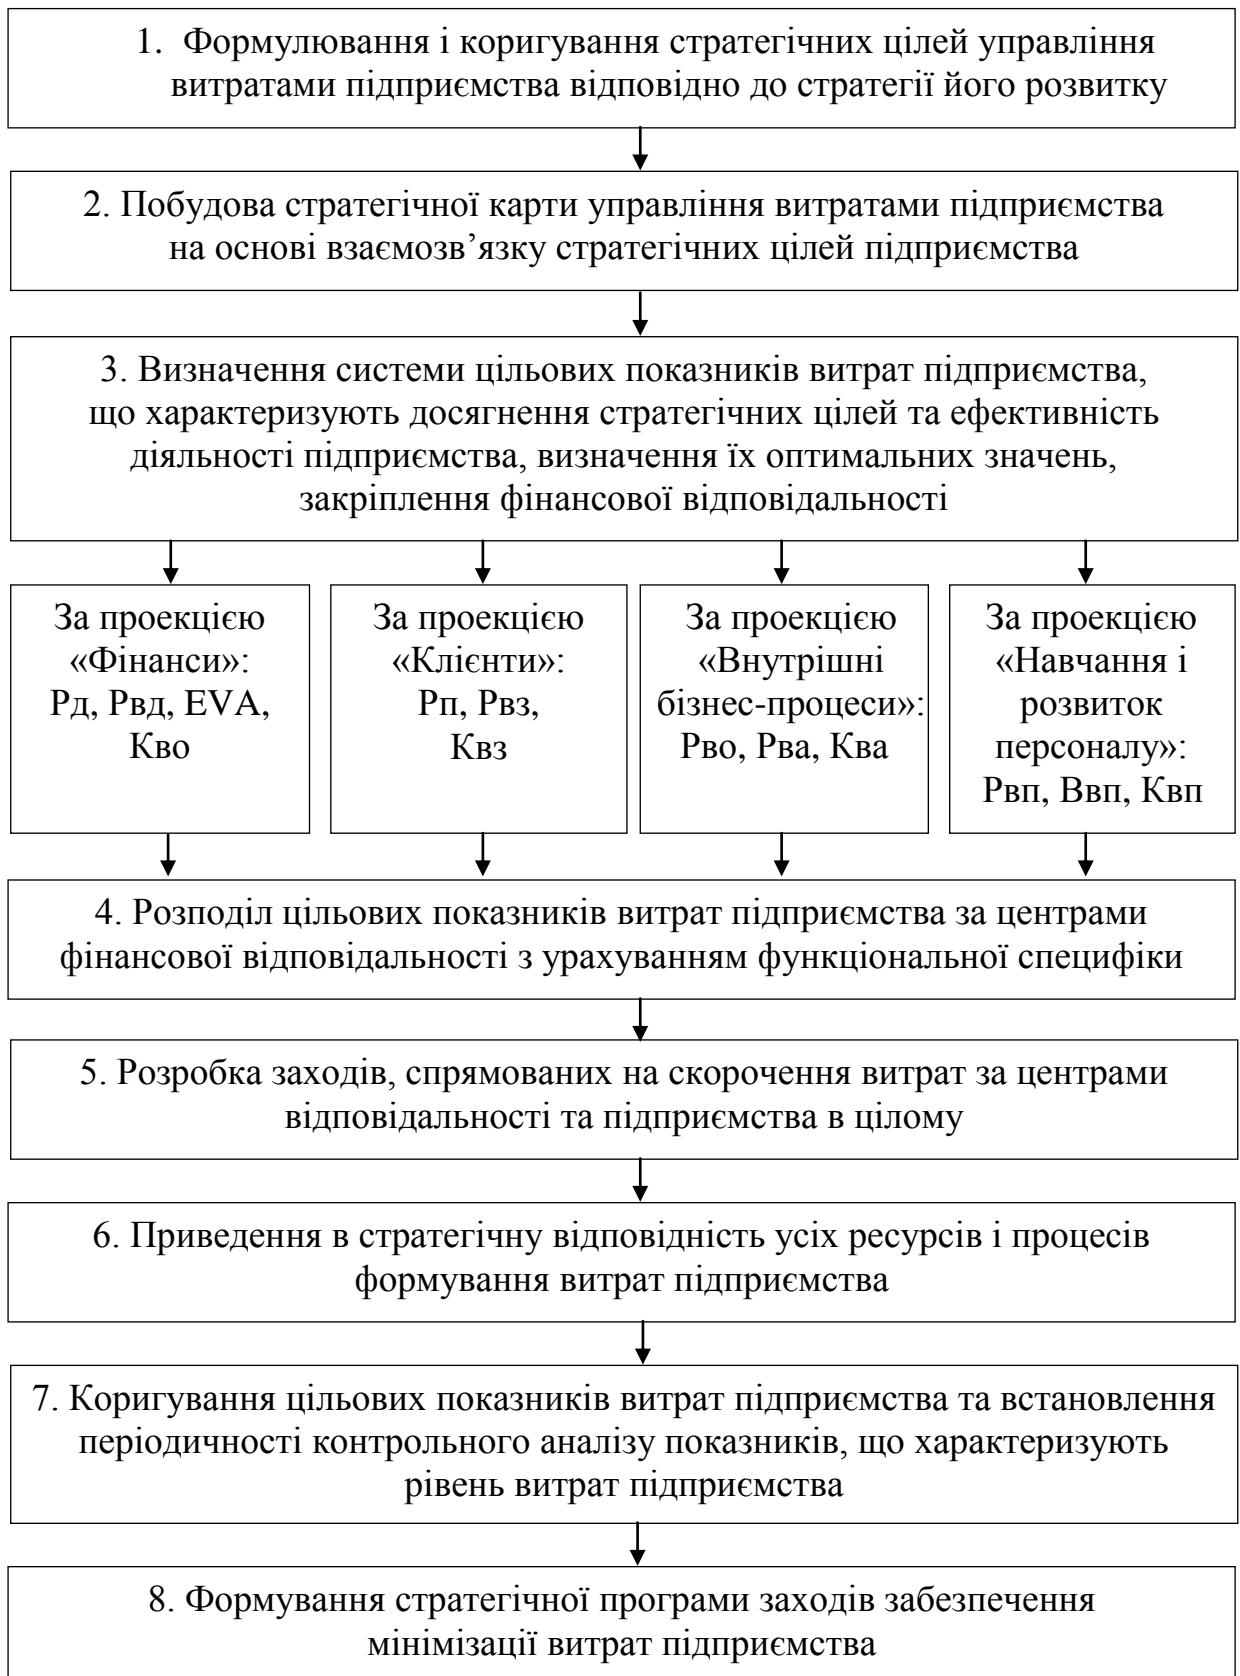 1. Формулювання і коригування стратегічних цілей управління
витратами підприємства відповідно до стратегії його розвитку
2. Побудова стратегічної карти управління витратами підприємства
на основі взаємозв’язку стратегічних цілей підприємства
3. Визначення системи цільових показників витрат підприємства,
що характеризують досягнення стратегічних цілей та ефективність
діяльності підприємства, визначення їх оптимальних значень,
закріплення фінансової відповідальності
За проекцією
«Фінанси»:
Рд, Рвд, EVA,
Кво
За проекцією
«Клієнти»:
Рп, Рвз,
Квз
За проекцією
«Внутрішні
бізнес-процеси»:
Рво, Рва, Ква
За проекцією
«Навчання і
розвиток
персоналу»:
Рвп, Ввп, Квп
4. Розподіл цільових показників витрат підприємства за центрами
фінансової відповідальності з урахуванням функціональної специфіки
5. Розробка заходів, спрямованих на скорочення витрат за центрами
відповідальності та підприємства в цілому
6. Приведення в стратегічну відповідність усіх ресурсів і процесів
формування витрат підприємства
7. Коригування цільових показників витрат підприємства та встановлення
періодичності контрольного аналізу показників, що характеризують
рівень витрат підприємства
8. Формування стратегічної програми заходів забезпечення
мінімізації витрат підприємства